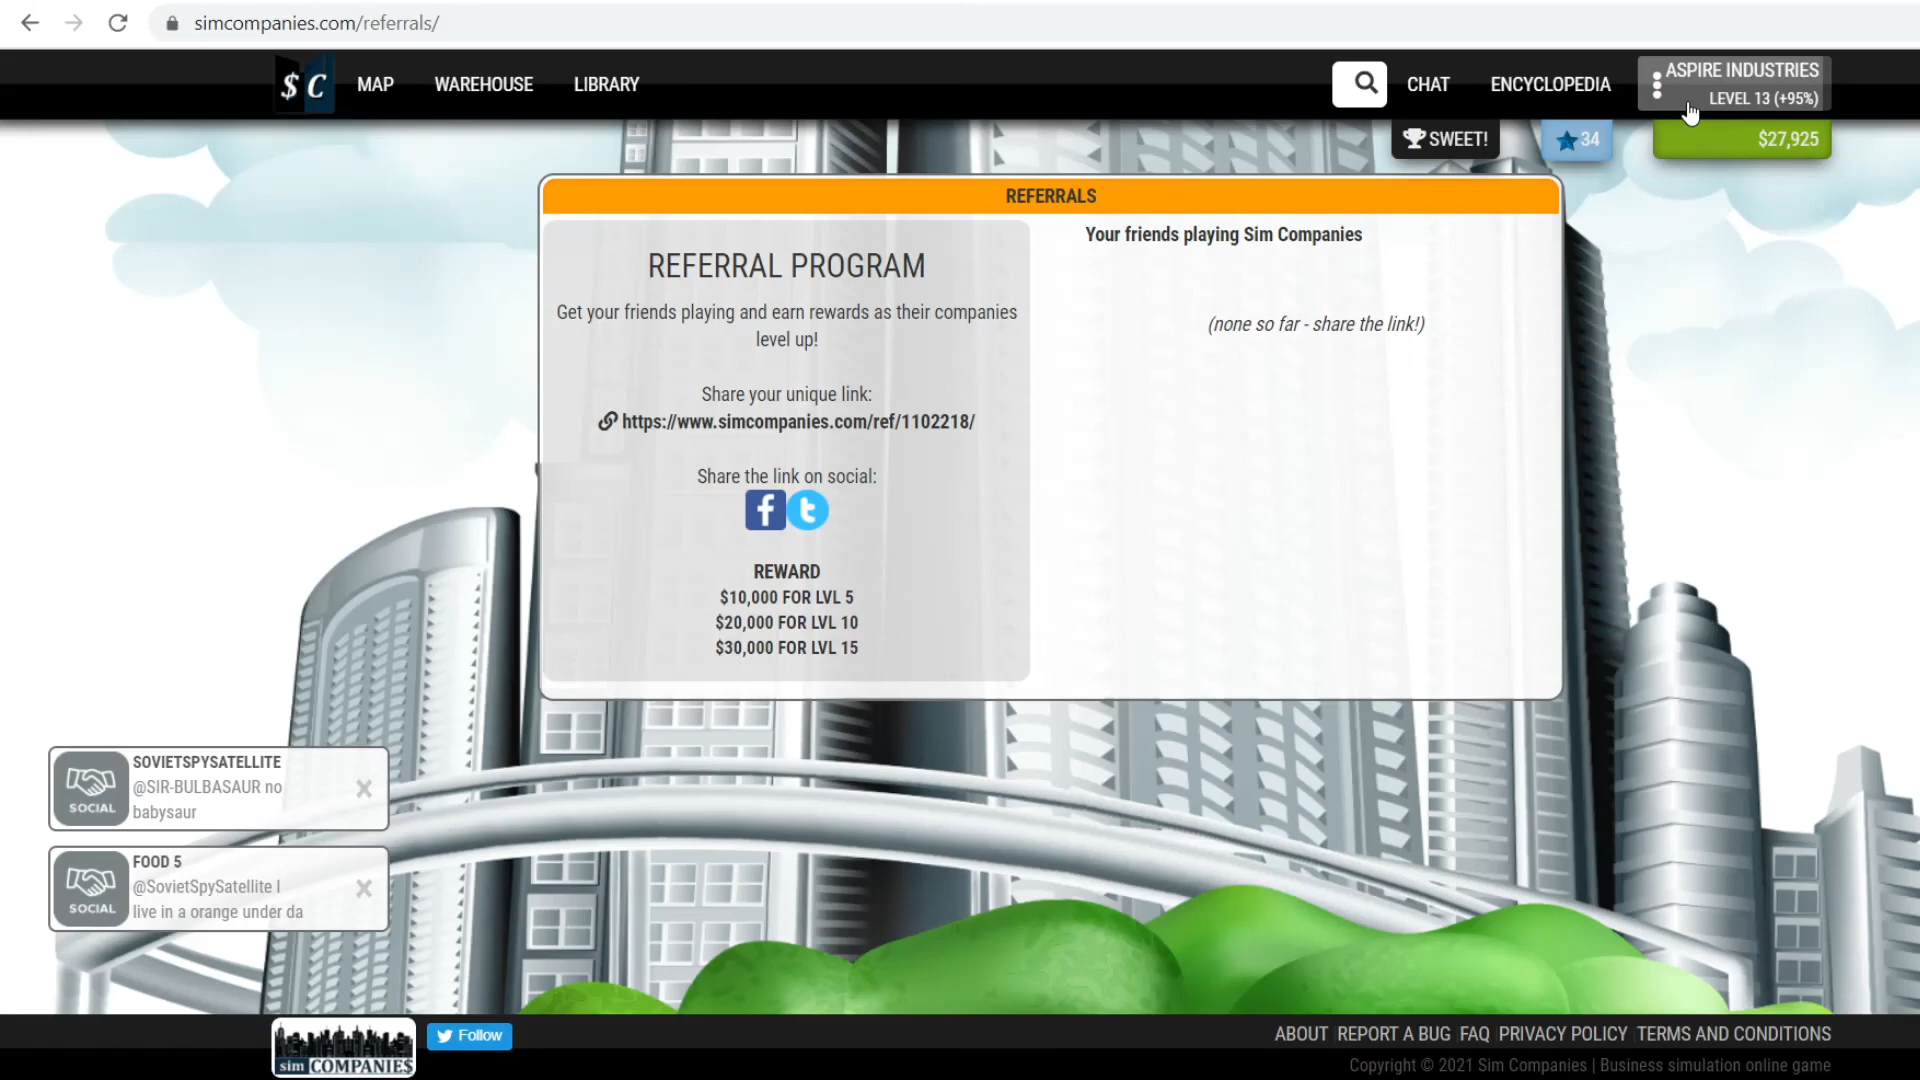 simcompanies.com/referrals/
$ C
MAP
WAREHOUSE
LIBRARY
CHAT
ENCYCLOPEDIA
ASPIRE INDUSTRIES
LEVEL 13 (+95%)
SWEET!
34
$27,925
REFERRALS
REFERRAL PROGRAM
Get your friends playing and earn rewards as their companies
level up!
Share your unique link:
https://www.simcompanies.com/ref/1102218/
Share the link on social:
f t
REWARD
$10,000 FOR LVL 5
$20,000 FOR LVL 10
$30,000 FOR LVL 15
Your friends playing Sim Companies
(none so far - share the link!)
SOCIAL
SOVIETSPYSATELLITE
@SIR-BULBASAUR no
babysaur
SOCIAL
FOOD 5
@SovietSpySatellite I
live in a orange under da
sim COMPANIES
Follow
ABOUT
REPORT A BUG
FAQ
PRIVACY POLICY
TERMS AND CONDITIONS
Copyright © 2021 Sim Companies | Business simulation online game